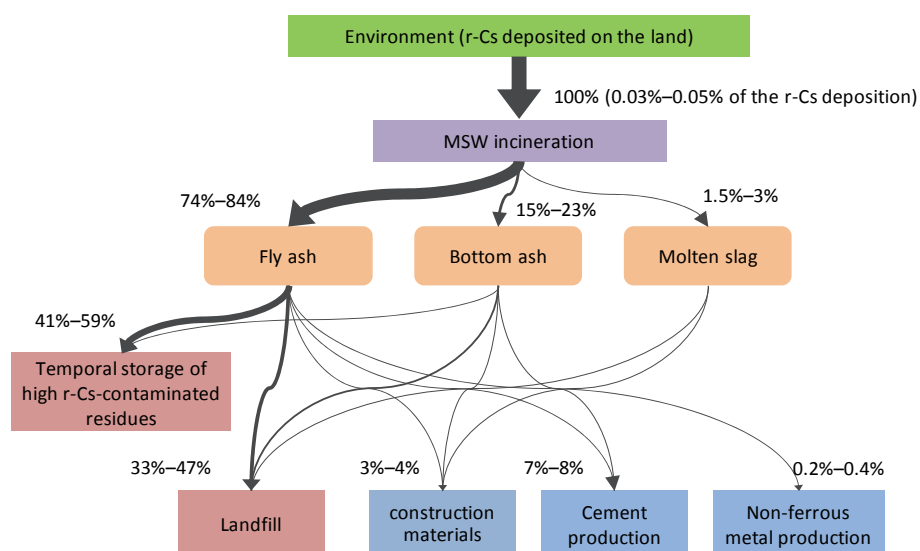 Environment (r-Cs deposited on the land)
100% (0.03%–0.05% of the r-Cs deposition)
MSW incineration
74%–84%
15%–23%
1.5%–3%
Fly ash
Bottom ash
Molten slag
41%–59%
Temporal storage of
high r-Cs-contaminated
residues
33%–47%
3%–4%
7%–8%
0.2%–0.4%
Landfill
construction
materials
Cement
production
Non-ferrous
metal production